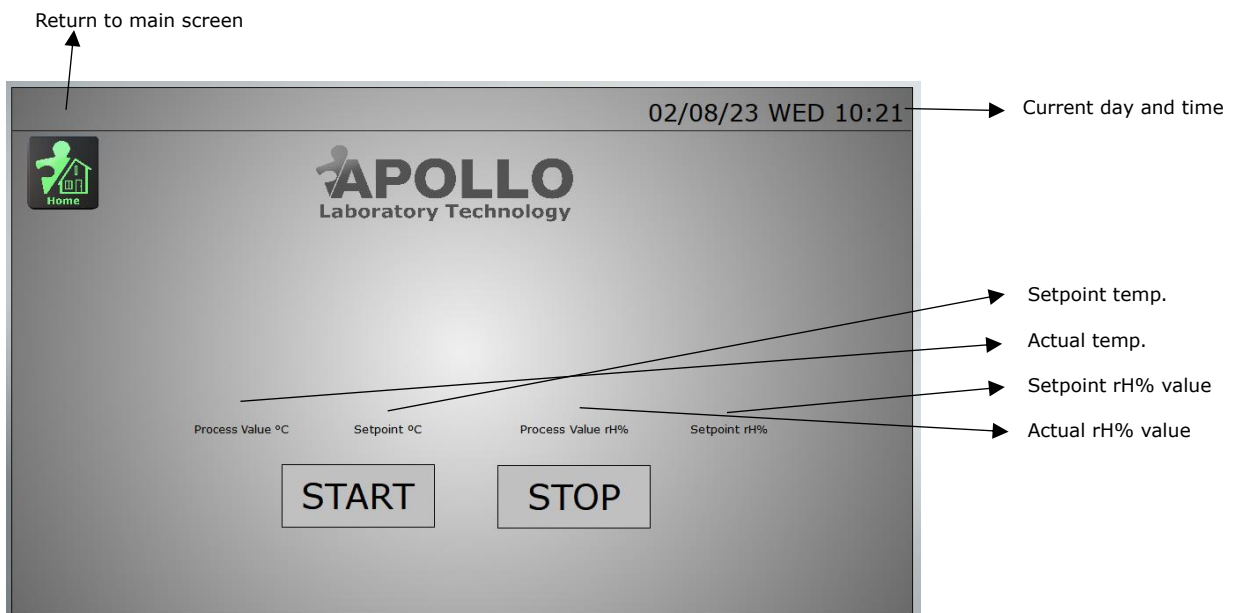 Return to main screen
02/08/23 WED 10:21
Current day and time
Home
APOLLO
Laboratory Technology
Setpoint temp.
Actual temp.
Setpoint rH% value
Actual rH% value
Process Value °C
Setpoint ºC
Process Value rH%
Setpoint rH%
START
STOP